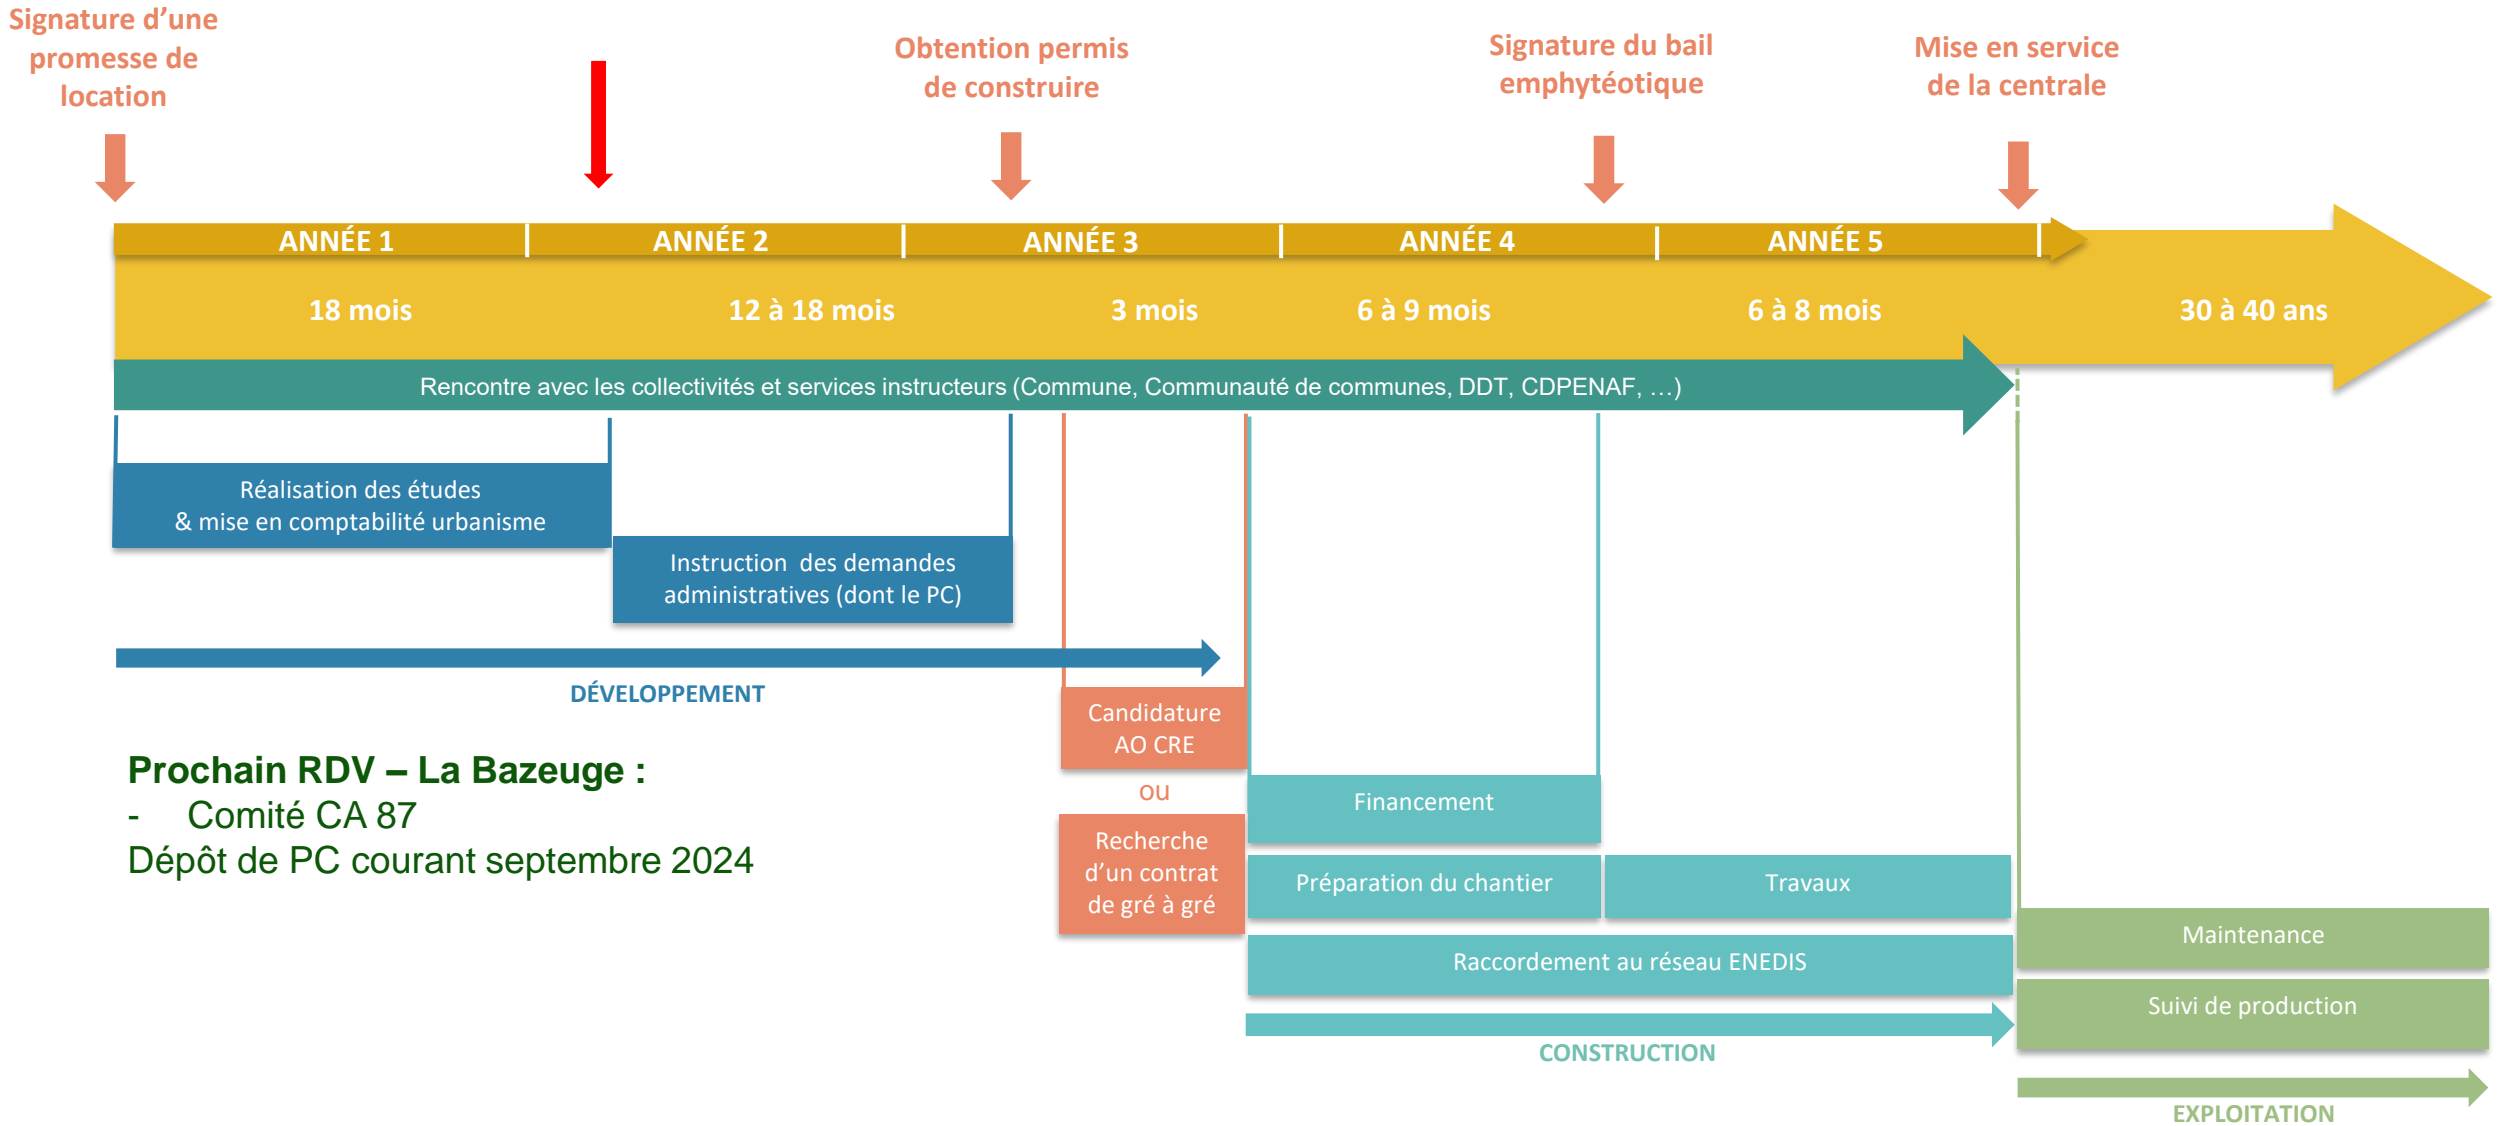 Signature d’une
promesse de
location
Obtention permis
de construire
Signature du bail
emphytéotique
Mise en service
de la centrale
ANNÉE 1
ANNÉE 2
ANNÉE 3
ANNÉE 4
ANNÉE 5
18 mois
12 à 18 mois
3 mois
6 à 9 mois
6 à 8 mois
30 à 40 ans
Rencontre avec les collectivités et services instructeurs (Commune, Communauté de communes, DDT, CDPENAF, …)
Réalisation des études
& mise en comptabilité urbanisme
Instruction des demandes
administratives (dont le PC)
DÉVELOPPEMENT
Candidature
AO CRE
ou
Recherche
d’un contrat
de gré à gré
Prochain RDV – La Bazeuge :
- Comité CA 87
Dépôt de PC courant septembre 2024
Financement
Préparation du chantier
Travaux
Raccordement au réseau ENEDIS
CONSTRUCTION
Maintenance
Suivi de production
EXPLOITATION